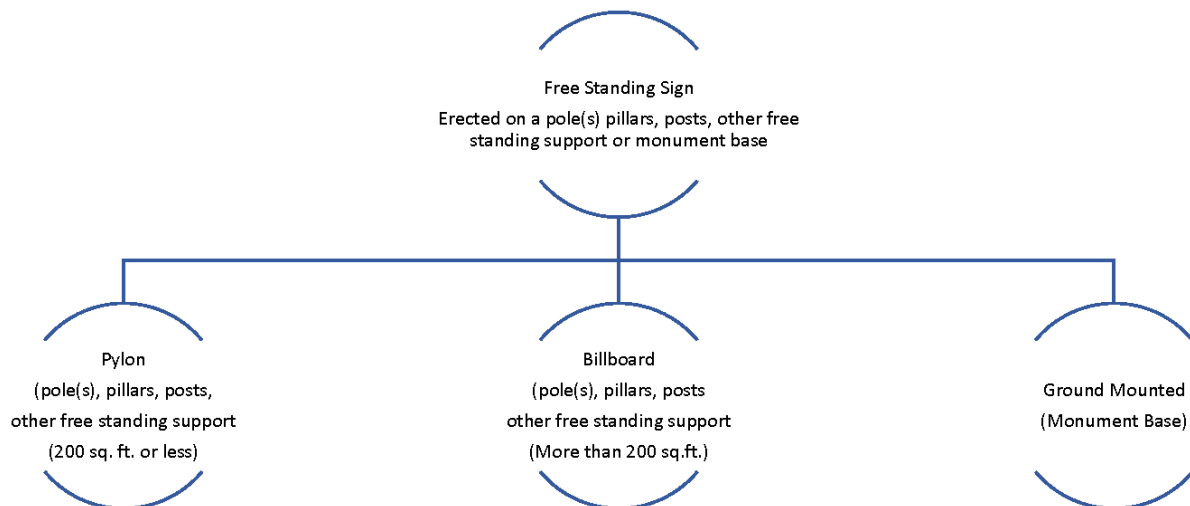 Free Standing Sign
Erected on a pole(s) pillars, posts, other free
standing support or monument base
Pylon
(pole(s), pillars, posts,
other free standing support
(200 sq. ft. or less)
Billboard
(pole(s), pillars, posts
other free standing support
(More than 200 sq.ft.)
Ground Mounted
(Monument Base)